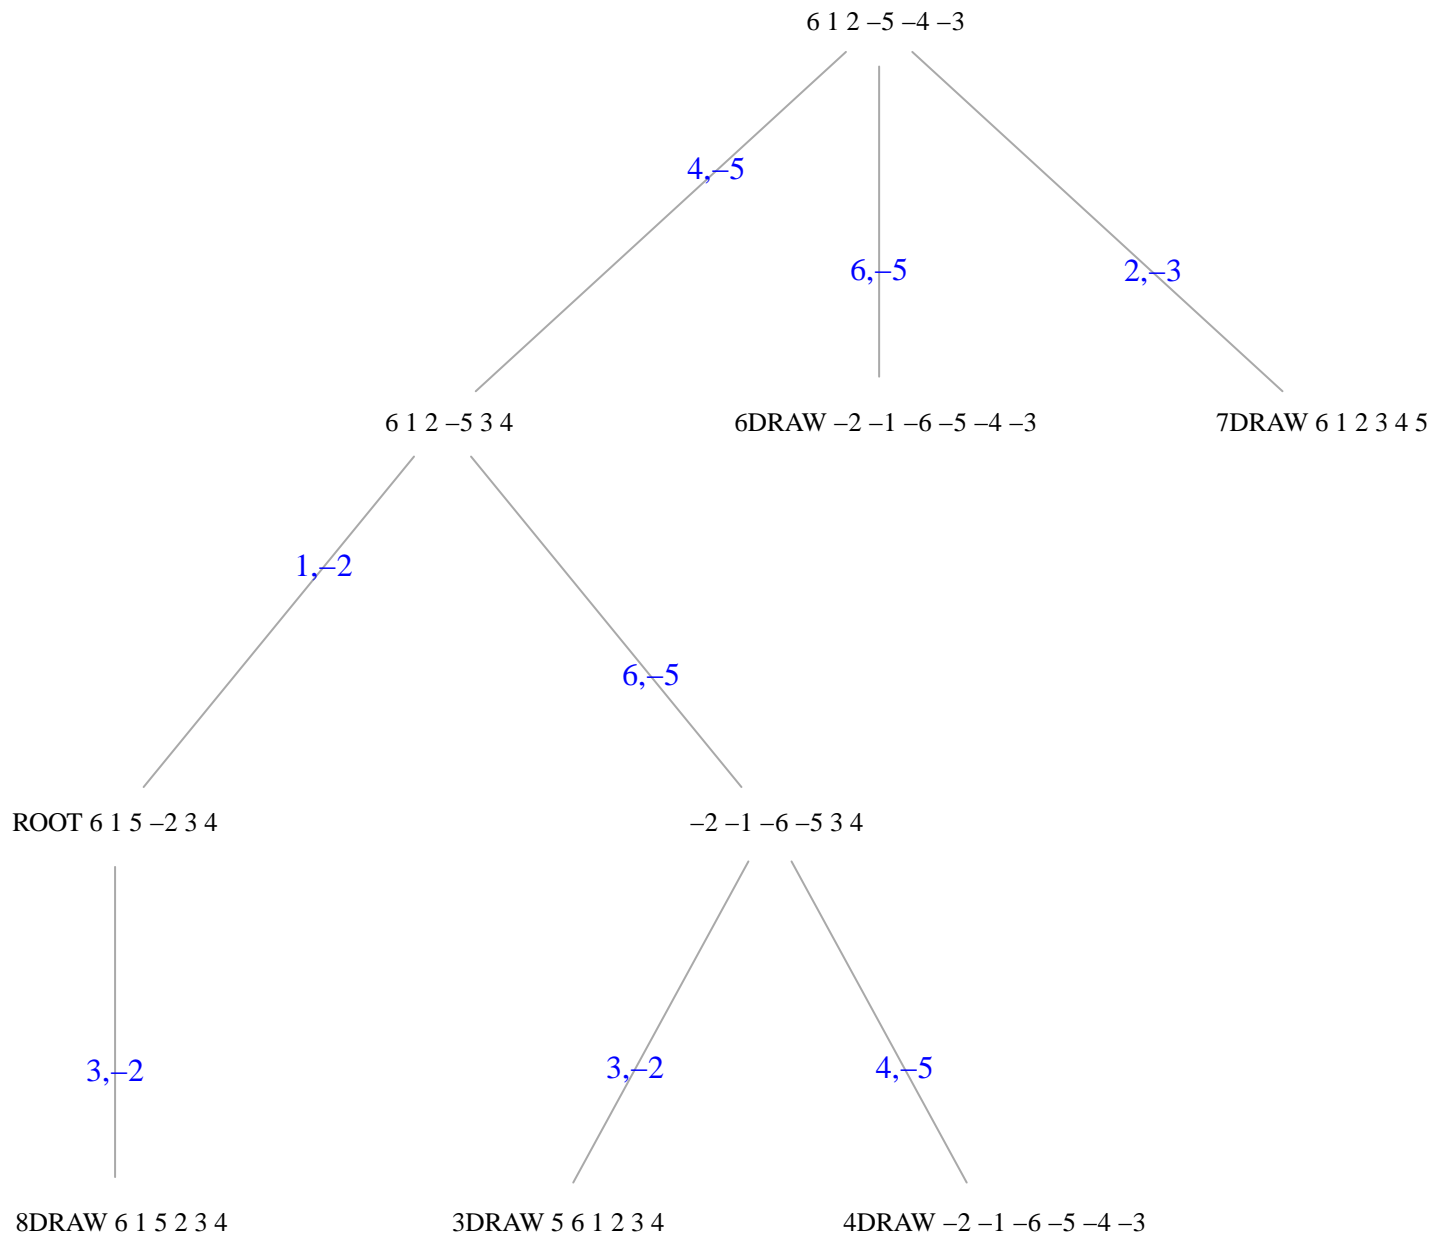 6 1 2 –5 –4 –3
4,–5
6,–5
2,–3
6 1 2 –5 3 4
6DRAW –2 –1 –6 –5 –4 –3
7DRAW 6 1 2 3 4 5
1,–2
6,–5
ROOT 6 1 5 –2 3 4
–2 –1 –6 –5 3 4
3,–2
3,–2
4,–5
8DRAW 6 1 5 2 3 4
3DRAW 5 6 1 2 3 4
4DRAW –2 –1 –6 –5 –4 –3